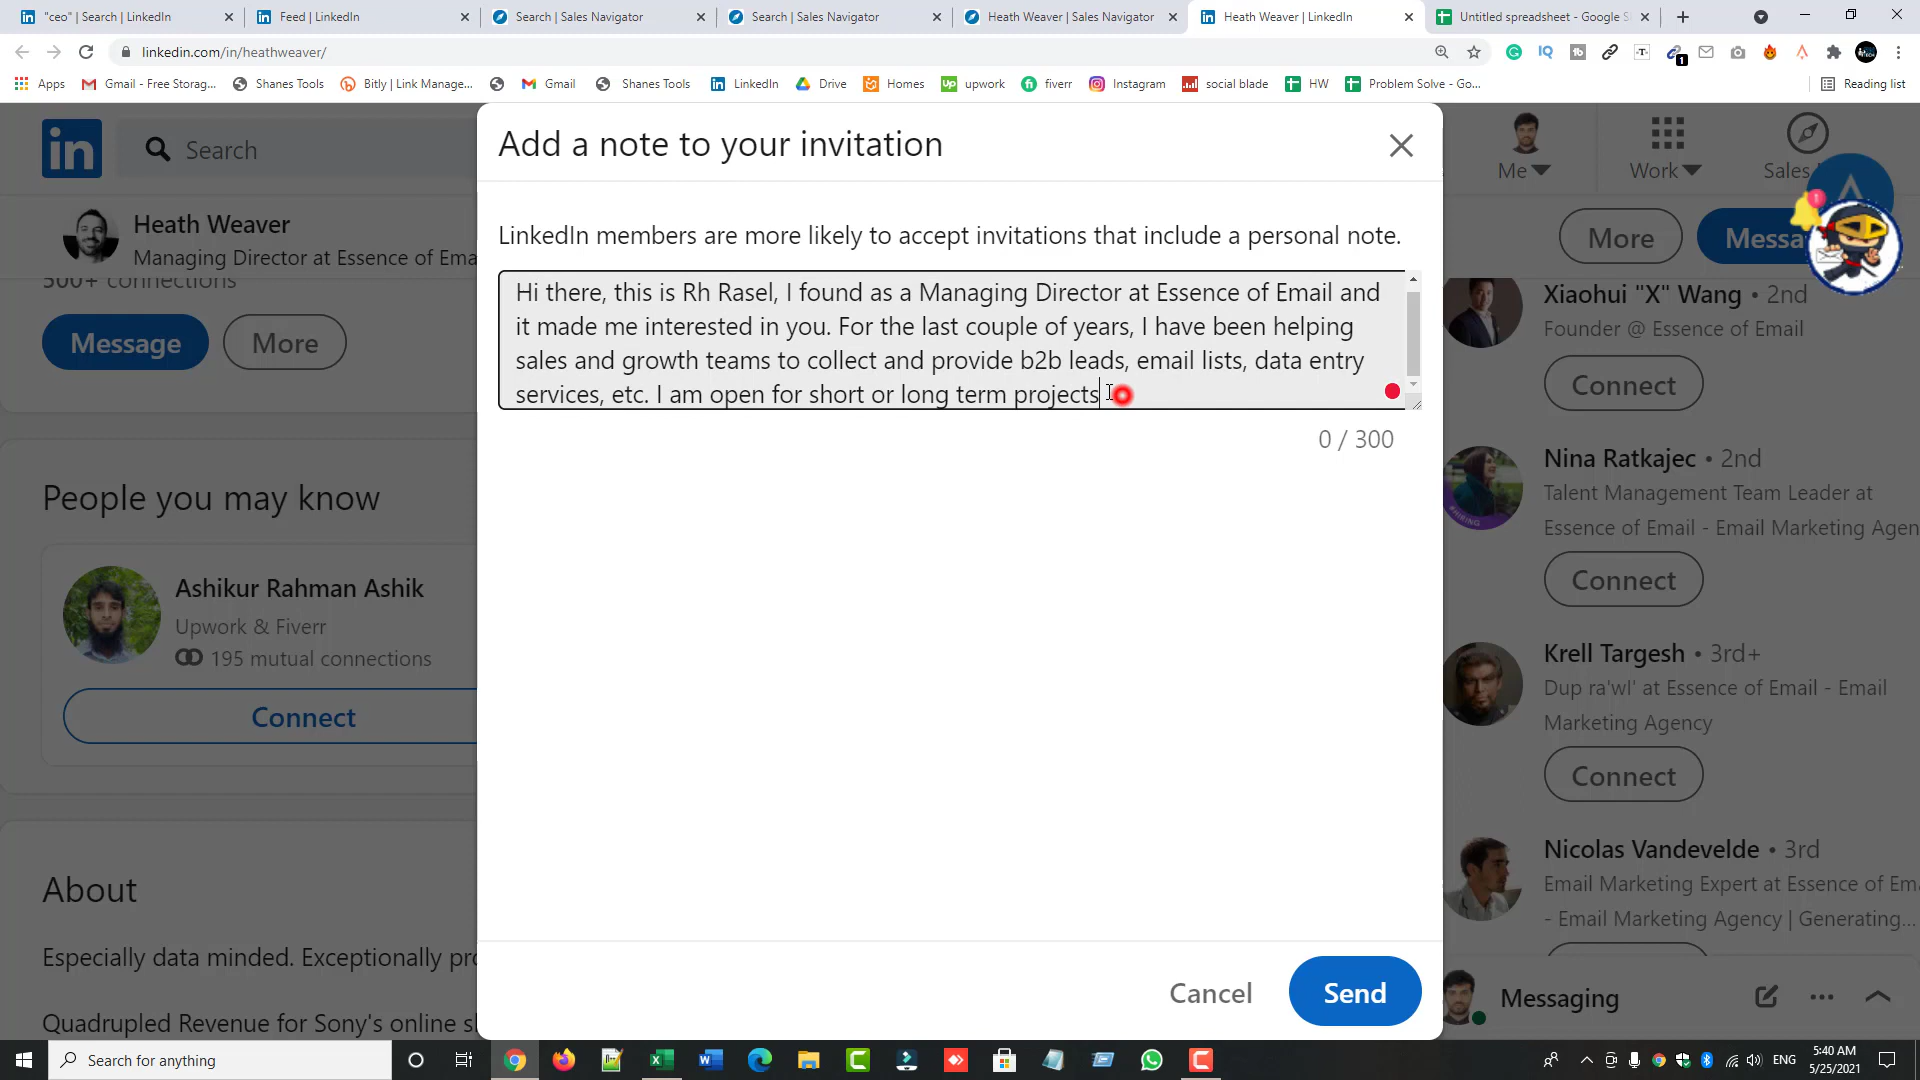 "ceo" | Search | LinkedIn
Feed | LinkedIn
Search | Sales Navigator
Search | Sales Navigator
Heath Weaver | Sales Navigator
Heath Weaver | LinkedIn
Untitled spreadsheet - Google S
linkedin.com/in/heathweaver/
Apps
Gmail - Free Storag...
Shanes Tools
Bitly | Link Manage...
Gmail
Shanes Tools
LinkedIn
Drive
Homes
upwork
fiverr
Instagram
social blade
HW
Problem Solve - Go...
Reading list
in
Search
Me
Work
Sales
Heath Weaver
Managing Director at Essence of Ema
500+ connections
Message
More
More
Messa
Add a note to your invitation
LinkedIn members are more likely to accept invitations that include a personal note.
Hi there, this is Rh Rasel, I found as a Managing Director at Essence of Email and
it made me interested in you. For the last couple of years, I have been helping
sales and growth teams to collect and provide b2b leads, email lists, data entry
services, etc. I am open for short or long term projects
0 / 300
Cancel
Send
People you may know
Ashikur Rahman Ashik
Upwork & Fiverr
195 mutual connections
Connect
About
Especially data minded. Exceptionally pro
Quadrupled Revenue for Sony's online s
Xiaohui "X" Wang • 2nd
Founder @ Essence of Email
Connect
Nina Ratkajec • 2nd
Talent Management Team Leader at
Essence of Email - Email Marketing Agen
Connect
Krell Targesh • 3rd+
Dup ra'wl' at Essence of Email - Email
Marketing Agency
Connect
Nicolas Vandevelde • 3rd
Email Marketing Expert at Essence of Em
- Email Marketing Agency | Generating...
Messaging
Search for anything
ENG
5:40 AM
5/25/2021